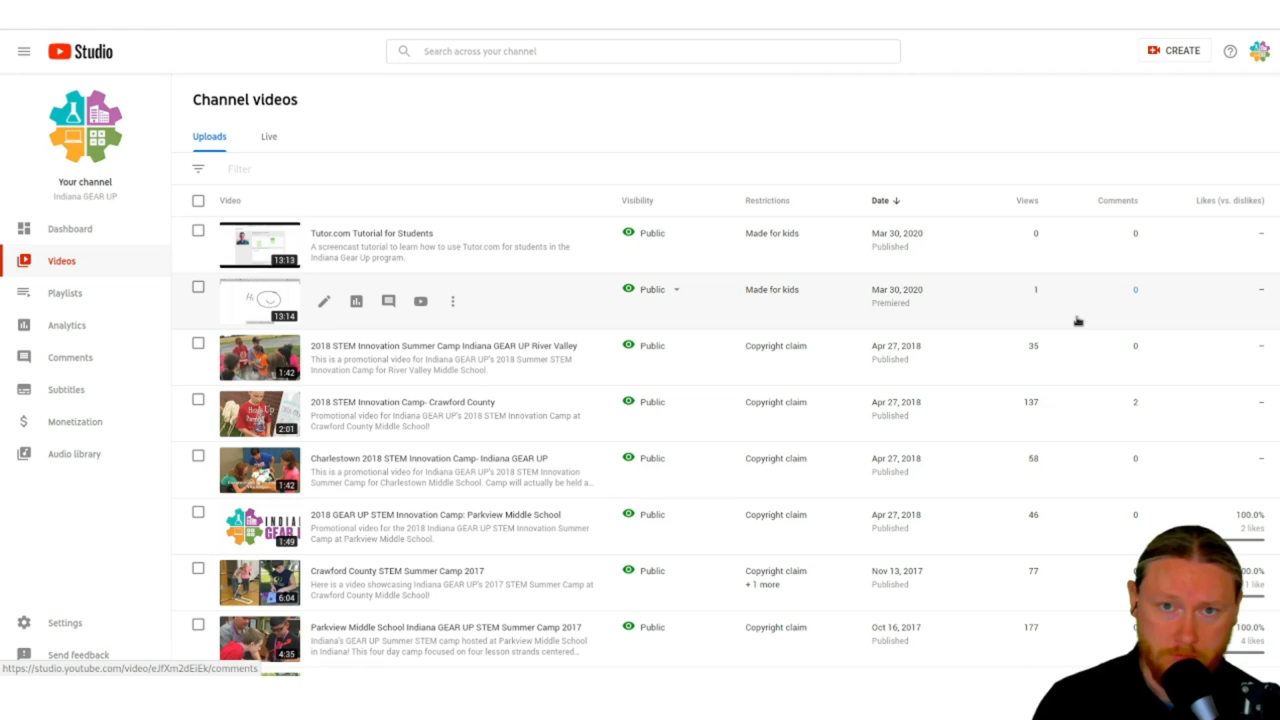 Studio
Search across your channel
CREATE
Channel videos
Uploads Live
Your channel
Indiana GEAR UP
Filter
Video Visibility Restrictions Date Views Comments Likes (vs. dislikes)
Dashboard
Videos
Playlists
Analytics
Comments
Subtitles
Monetization
Audio library
Settings
Send feedback
https://studio.youtube.com/video/eJfXm2dEiEk/comments
13:13
Tutor.com Tutorial for Students
A screencast tutorial to learn how to use Tutor.com for students in the
Indiana Gear Up program.
Public Made for kids Mar 30, 2020 0 0 –
Published
Hi
13:14
Public Made for kids Mar 30, 2020 1 0 –
Premiered
1:42
2018 STEM Innovation Summer Camp Indiana GEAR UP River Valley
This is a promotional video for Indiana GEAR UP's 2018 Summer STEM
Innovation Camp for River Valley Middle School.
Public Copyright claim Apr 27, 2018 35 0 –
Published
2:01
2018 STEM Innovation Camp- Crawford County
Promotional video for Indiana GEAR UP's 2018 STEM Innovation Camp at
Crawford County Middle School!
Public Copyright claim Apr 27, 2018 137 2 –
Published
1:42
Charlestown 2018 STEM Innovation Camp- Indiana GEAR UP
This is a promotional video for Indiana GEAR UP's 2018 STEM Innovation
Summer Camp for Charlestown Middle School. Camp will actually be held a…
Public Copyright claim Apr 27, 2018 58 0 –
Published
1:49
2018 GEAR UP STEM Innovation Camp: Parkview Middle School
Promotional video for the 2018 Indiana GEAR UP STEM Innovation Summer
Camp at Parkview Middle School.
Public Copyright claim Apr 27, 2018 46 0 100.0%
Published 2 likes
6:04
Crawford County STEM Summer Camp 2017
Here is a video showcasing Indiana GEAR UP's 2017 STEM Summer Camp at
Crawford County Middle School!
Public Copyright claim Nov 13, 2017 77 00.0%
+ 1 more Published 1 like
4:35
Parkview Middle School Indiana GEAR UP STEM Summer Camp 2017
Indiana's GEAR UP Summer STEM camp hosted at Parkview Middle School
in Indiana! This four day camp focused on four lesson strands centered…
Public Copyright claim Oct 16, 2017 177 00.0%
Published 4 likes